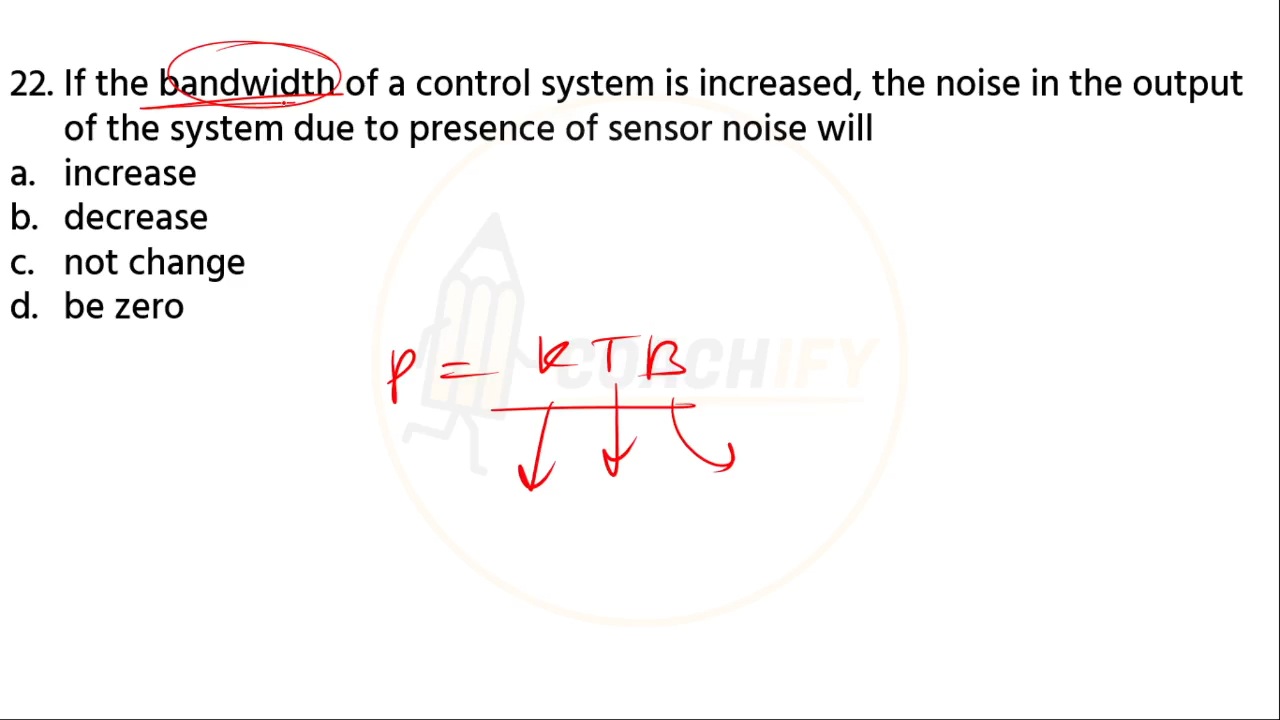 22. If the bandwidth of a control system is increased, the noise in the output
of the system due to presence of sensor noise will
a. increase
b. decrease
c. not change
d. be zero
P = KTB
COACHIFY